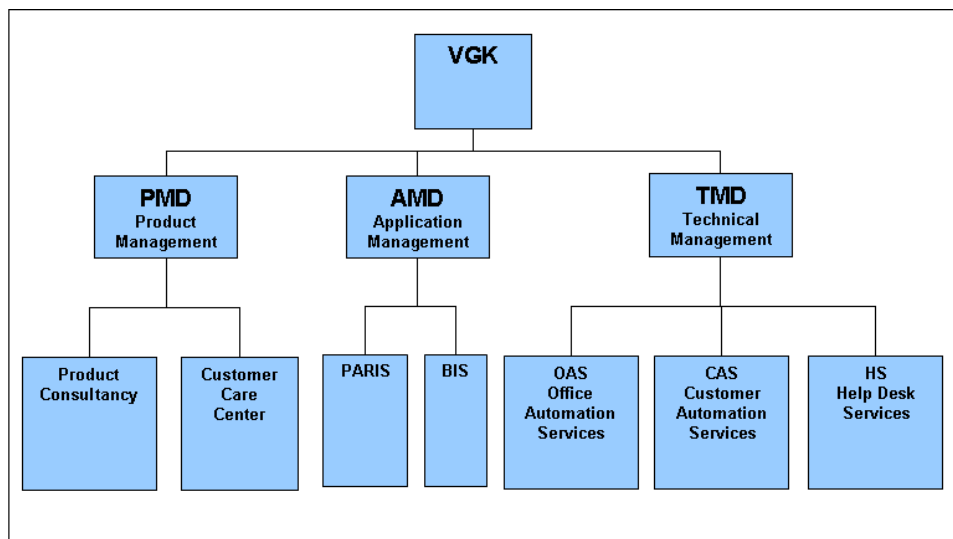 VGK
PMD
Product
Management
AMD
Application
Management
TMD
Technical
Management
Product
Consultancy
Customer
Care
Center
PARIS
BIS
OAS
Office
Automation
Services
CAS
Customer
Automation
Services
HS
Help Desk
Services